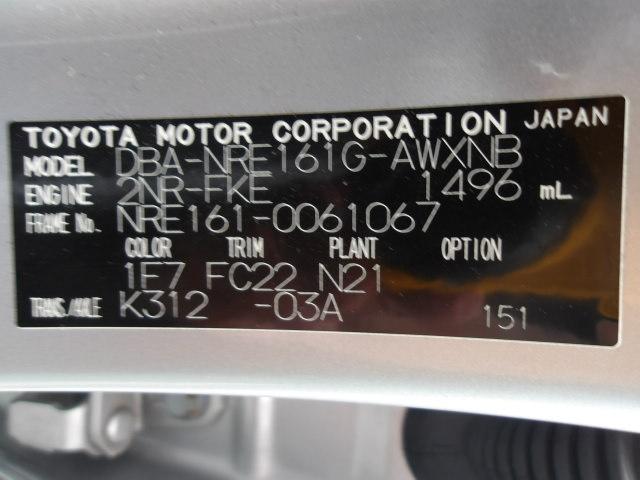 TOYOTA MOTOR CORPORATION JAPAN
MODEL DBA-NRE161G-AWXNB
ENGINE 2NR-FKE 1496 mL
FRAME No. NRE161-0061067
COLOR TRIM PLANT OPTION
1F7 FC22 N21
TRANS./AXLE K312 -03A 151